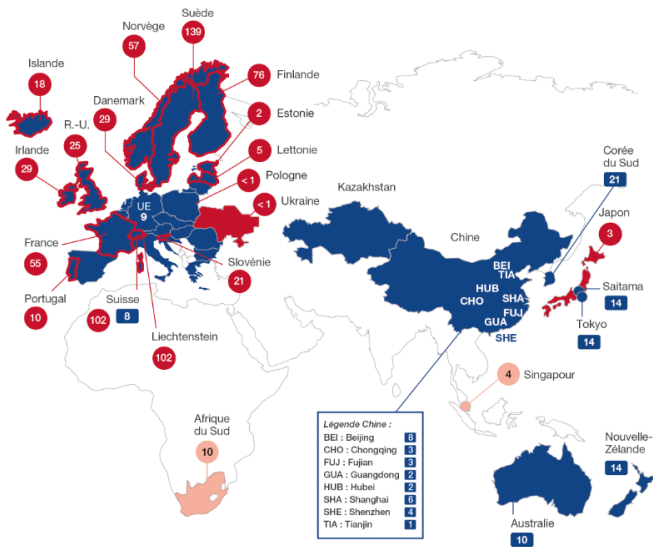 Suède
139
Norvège
57
Islande
18
76
Finlande
Danemark
29
2
Estonie
R.-U.
25
Irlande
29
5
Lettonie
< 1
Pologne
< 1
Ukraine
UE
9
France
55
Slovénie
21
Portugal
10
Suisse
102
8
Liechtenstein
102
Corée
du Sud
21
Kazakhstan
Japon
3
Chine
BEI
TIA
HUB
CHO
SHA
FUJ
GUA
SHE
Saitama
14
Tokyo
14
4
Singapour
Afrique
du Sud
10
Légende Chine :
BEI : Beijing 8
CHO : Chongqing 3
FUJ : Fujian 3
GUA : Guangdong 2
HUB : Hubei 2
SHA : Shanghai 6
SHE : Shenzhen 4
TIA : Tianjin 1
Nouvelle-
Zélande
14
Australie
10